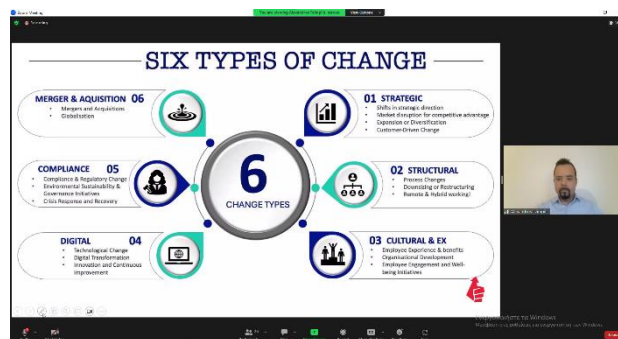 Zoom Meeting
SIX TYPES OF CHANGE
MERGER & AQUISITION 06
• Mergers and Acquisitions
• Globalisation
01 STRATEGIC
• Shifts in strategic direction
• Market disruption for competitive advantage
• Expansion or Diversification
• Customer-Driven Change
COMPLIANCE 05
• Compliance & Regulatory Change
• Environmental Sustainability &
Governance Initiatives
• Crisis Response and Recovery
6
CHANGE TYPES
02 STRUCTURAL
• Process Changes
• Downsizing or Restructuring
• Remote & Hybrid working!
DIGITAL 04
• Technological Change
• Digital Transformation
• Innovation and Continuous
Improvement
03 CULTURAL & EX
• Employee Experience & benefits
• Organisational Development
• Employee Engagement and Well-
being Initiatives
Windows